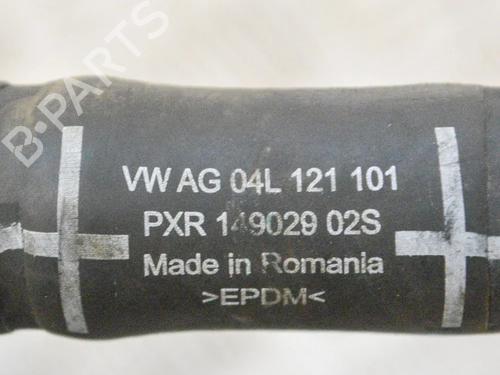 B-PARTS
VW AG 04L 121 101
PXR 149029 02S
Made in Romania
>EPDM<